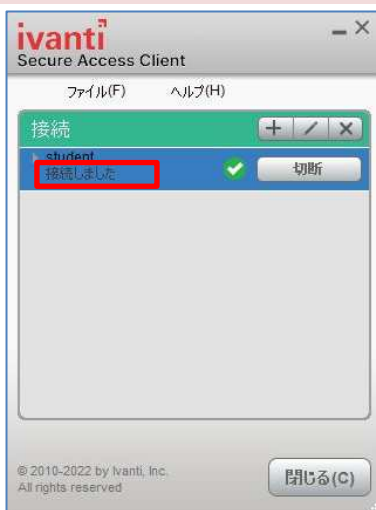 ivanti
Secure Access Client
ファイル(F) ヘルプ(H)
接続
student
接続しました
切断
© 2010-2022 by Ivanti, Inc.
All rights reserved
閉じる(C)